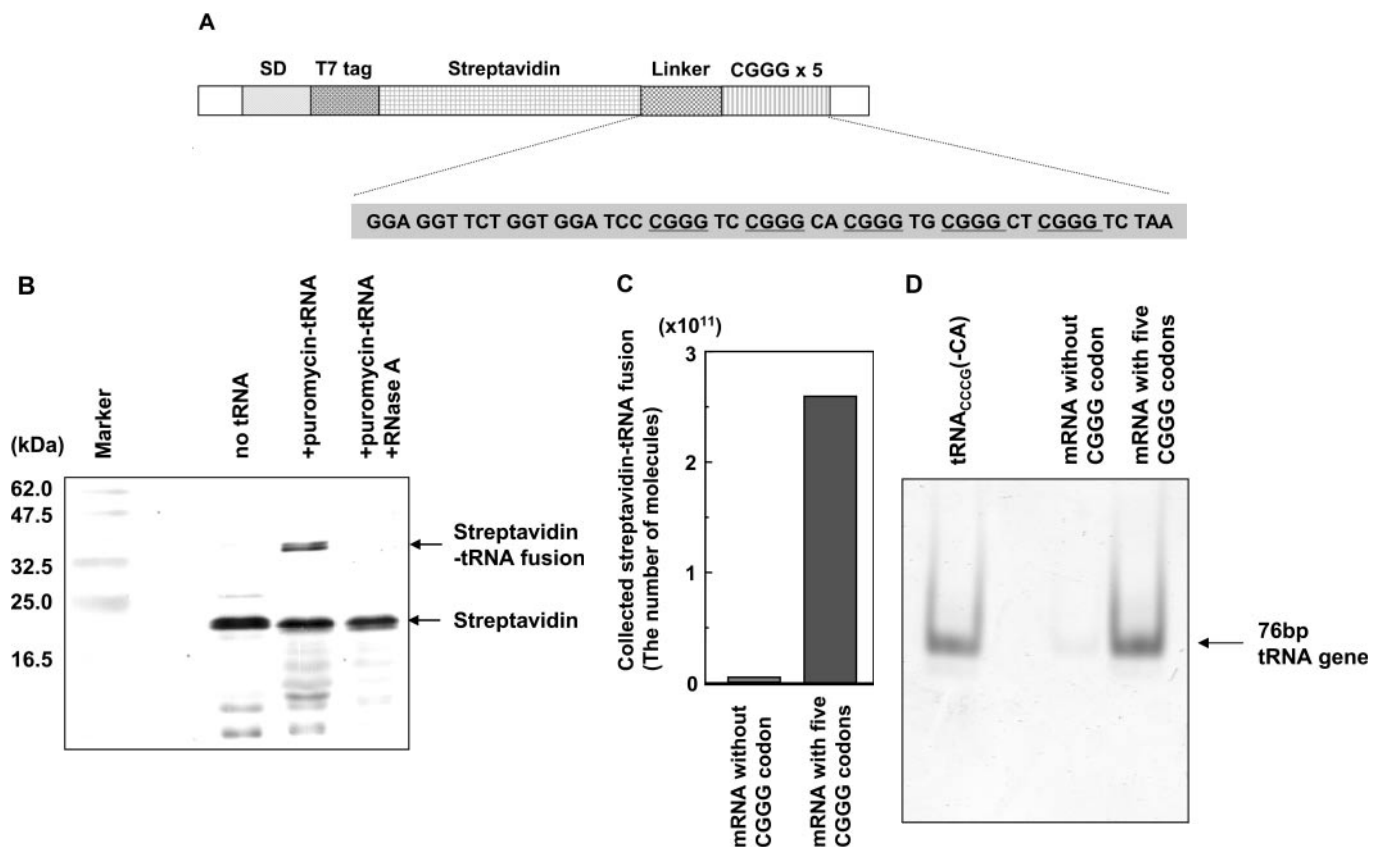 A
SD T7 tag Streptavidin Linker CGGG x 5
GGA GGT TCT GGT GGA TCC CGGG TC CGGG CA CGGG TG CGGG CT CGGG TCT TAA
B
(kDa)
Marker
no tRNA
+puromycin-tRNA
+puromycin-tRNA
+RNase A
62.0
47.5
32.5
25.0
16.5
Streptavidin
-tRNA fusion
Streptavidin
C
(x10¹¹)
Collected streptavidin-tRNA fusion
(The number of molecules)
3
2
1
0
mRNA without
CGGG codon
mRNA with five
CGGG codons
D
tRNACCCG(-CA)
mRNA without
CGGG codon
mRNA with five
CGGG codons
76bp
tRNA gene